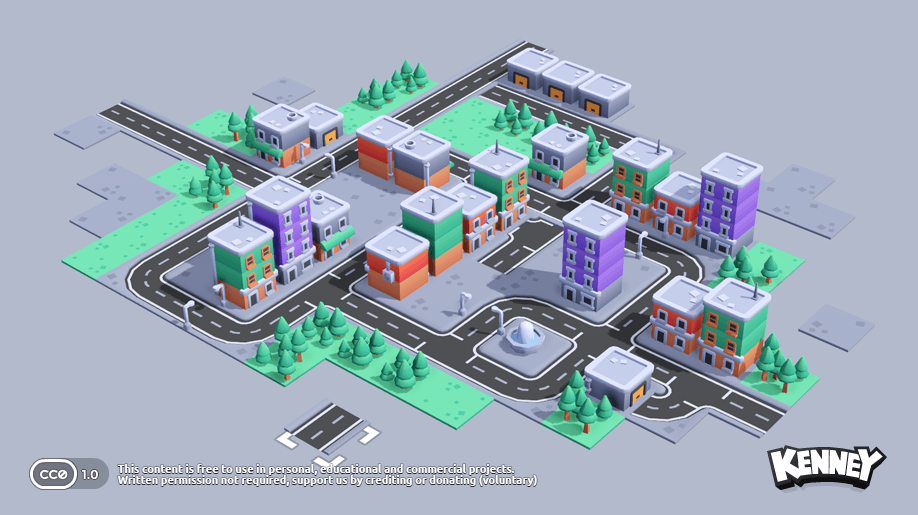 CC0 1.0
This content is free to use in personal, educational and commercial projects.
Written permission not required, support us by crediting or donating (voluntary)
KENNEY